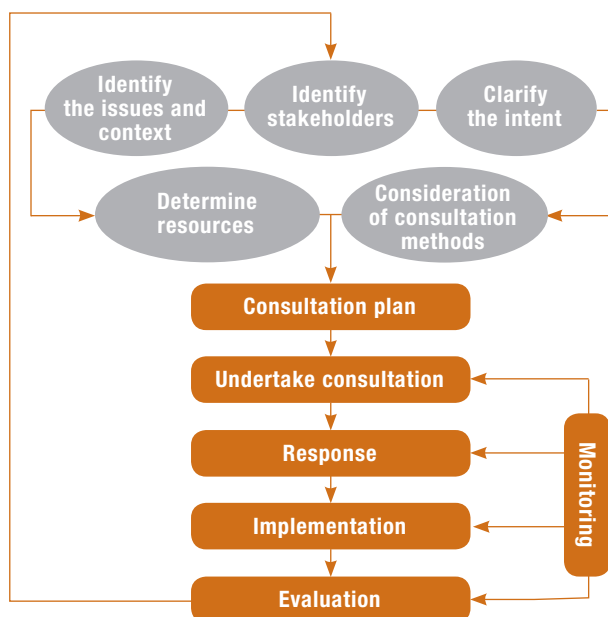 Identify
the issues and
context
Identify
stakeholders
Clarify
the intent
Determine
resources
Consideration
of consultation
methods
Consultation plan
Undertake consultation
Response
Implementation
Evaluation
Monitoring